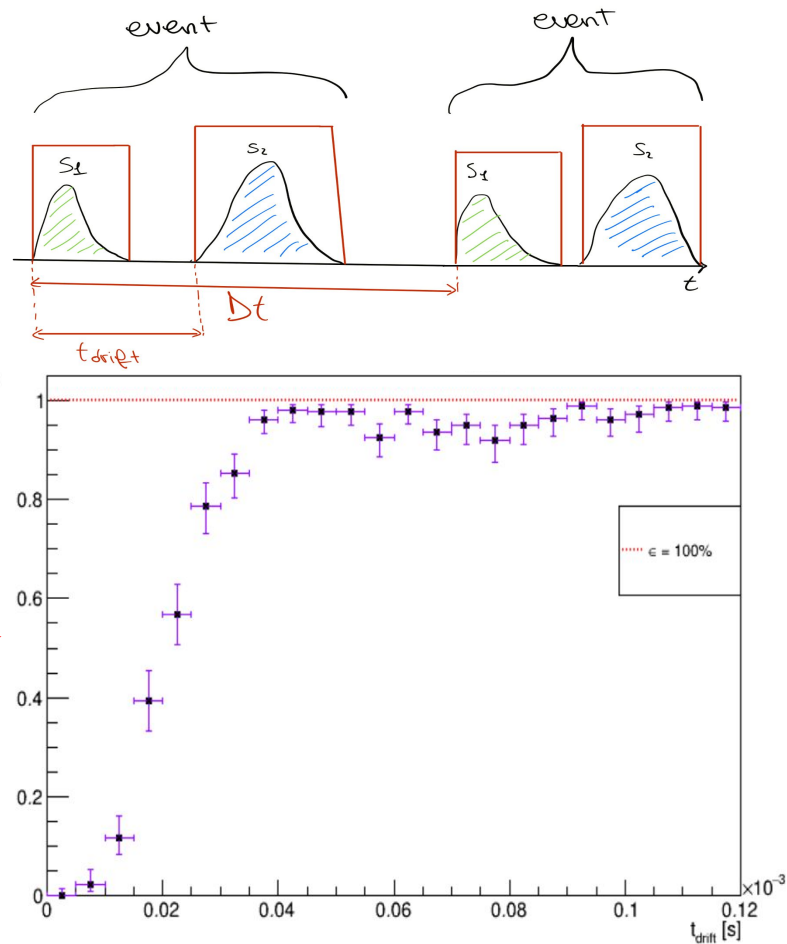 event
event
S1
S2
S1
S2
t
Dt
tdrift
1
0.8
0.6
0.4
0.2
0
ϵ = 100%
0
0.02
0.04
0.06
0.08
0.1
0.12
×10⁻³
tdrift [s]